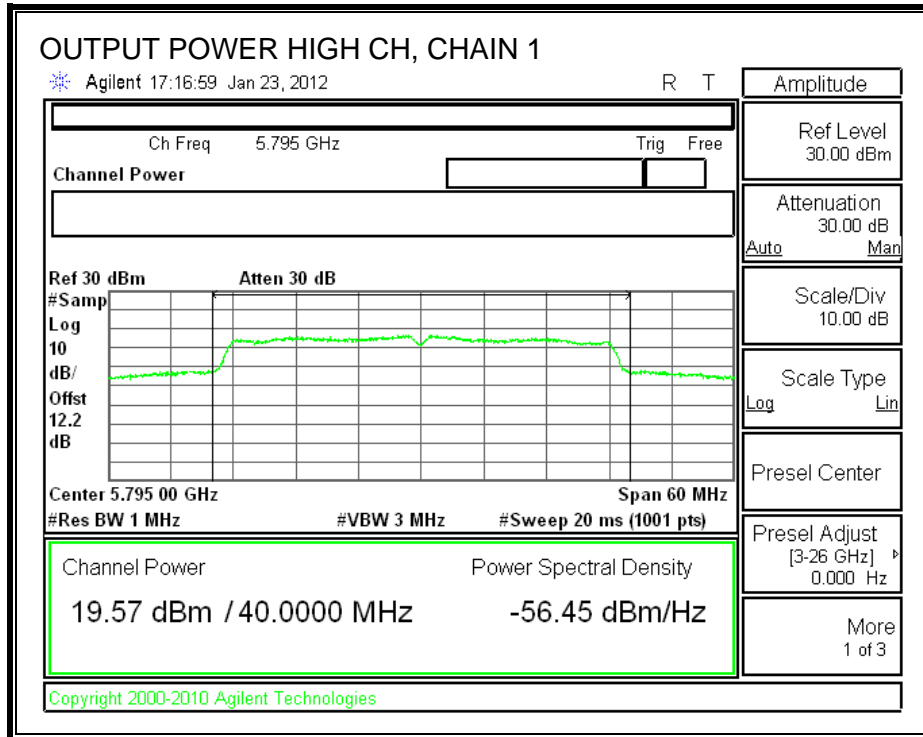 OUTPUT POWER HIGH CH, CHAIN 1
Agilent 17:16:59 Jan 23, 2012 R T
Ch Freq 5.795 GHz Trig Free
Channel Power
Ref 30 dBm Atten 30 dB
#Samp
Log
10
dB/
Offst
12.2
dB
Center 5.795 00 GHz Span 60 MHz
#Res BW 1 MHz #VBW 3 MHz #Sweep 20 ms (1001 pts)
Channel Power Power Spectral Density
19.57 dBm / 40.0000 MHz -56.45 dBm/Hz
Copyright 2000-2010 Agilent Technologies
Amplitude
Ref Level
30.00 dBm
Attenuation
30.00 dB
Auto Man
Scale/Div
10.00 dB
Scale Type
Log Lin
Presel Center
Presel Adjust
[3-26 GHz]
0.000 Hz
More
1 of 3